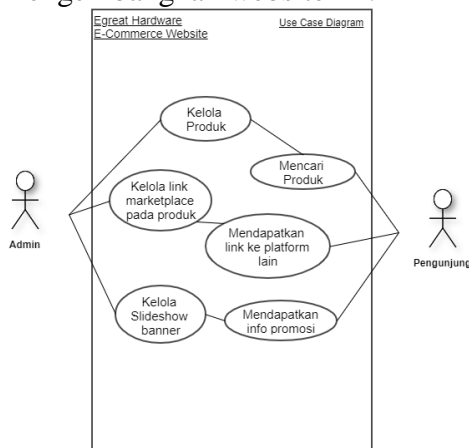 Egreat Hardware
E-Commerce Website
Use Case Diagram
Kelola
Produk
Mencari
Produk
Kelola link
marketplace
pada produk
Mendapatkan
link ke platform
lain
Admin
Pengunjung
Kelola
Slideshow
banner
Mendapatkan
info promosi